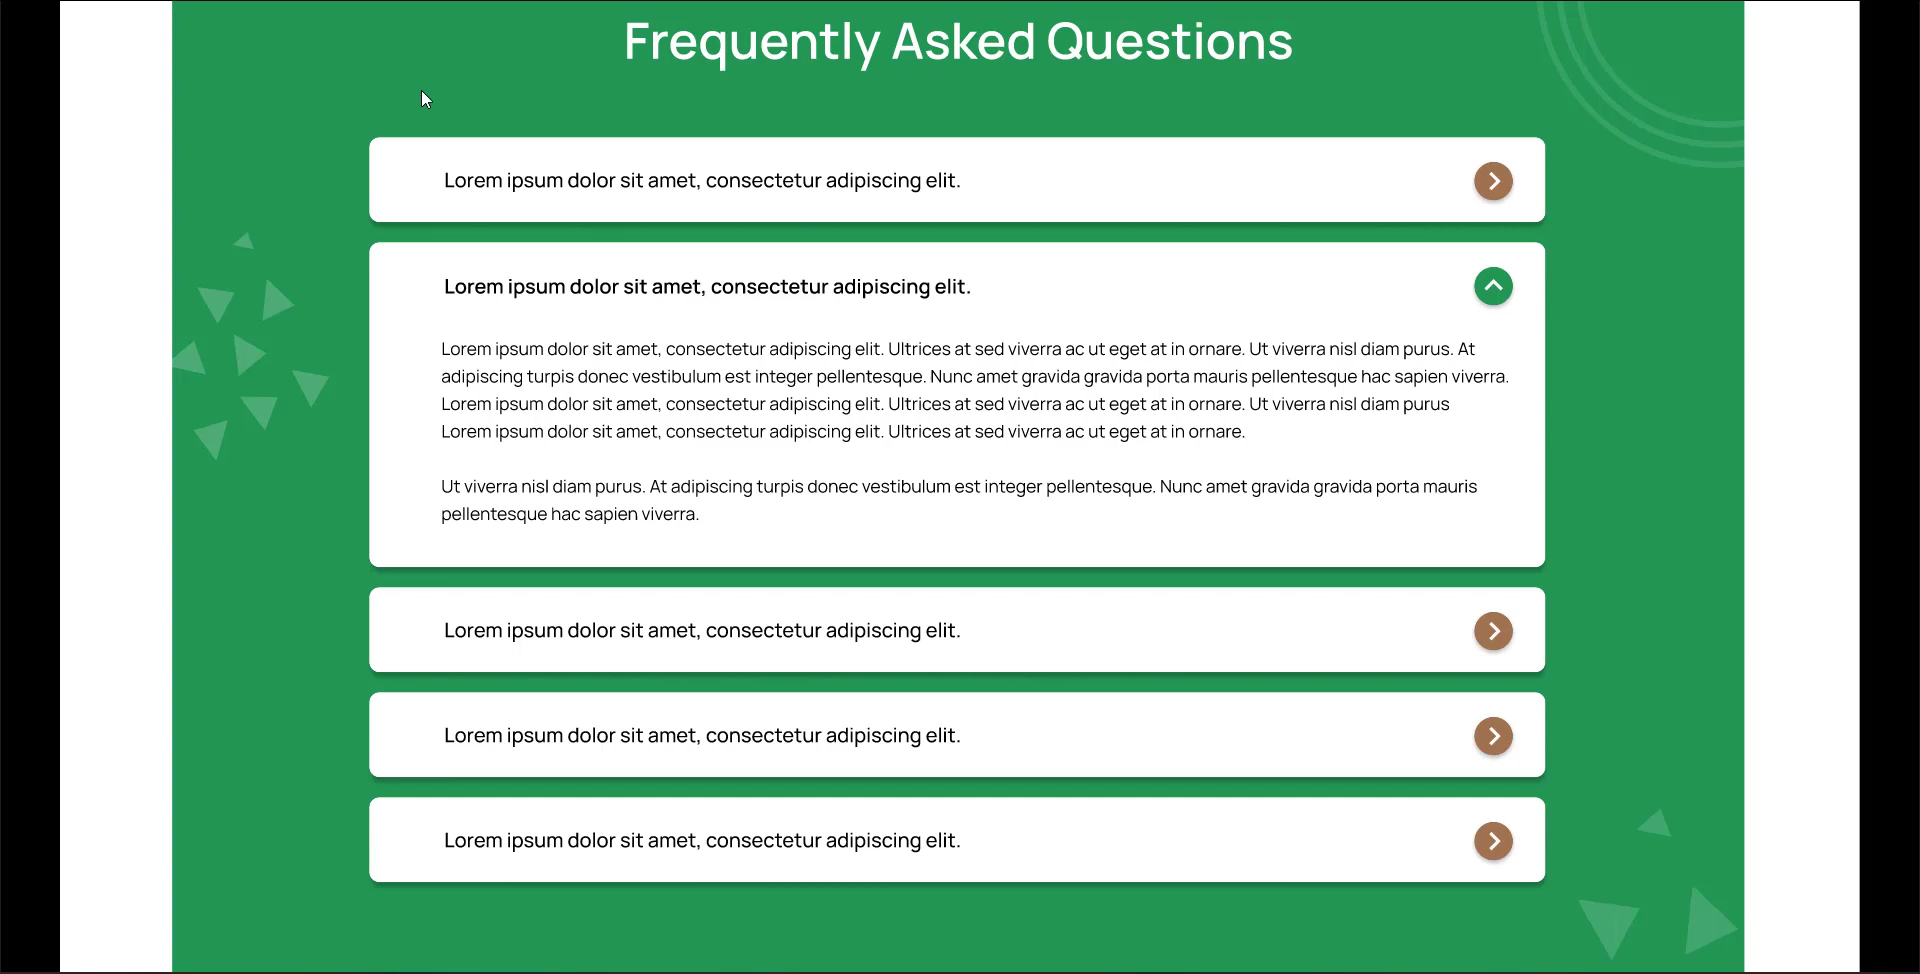 Frequently Asked Questions
Lorem ipsum dolor sit amet, consectetur adipiscing elit.
Lorem ipsum dolor sit amet, consectetur adipiscing elit.
Lorem ipsum dolor sit amet, consectetur adipiscing elit. Ultrices at sed viverra ac ut eget at in ornare. Ut viverra nisl diam purus. At
adipiscing turpis donec vestibulum est integer pellentesque. Nunc amet gravida gravida porta mauris pellentesque hac sapien viverra.
Lorem ipsum dolor sit amet, consectetur adipiscing elit. Ultrices at sed viverra ac ut eget at in ornare. Ut viverra nisl diam purus
Lorem ipsum dolor sit amet, consectetur adipiscing elit. Ultrices at sed viverra ac ut eget at in ornare.
Ut viverra nisl diam purus. At adipiscing turpis donec vestibulum est integer pellentesque. Nunc amet gravida gravida porta mauris
pellentesque hac sapien viverra.
Lorem ipsum dolor sit amet, consectetur adipiscing elit.
Lorem ipsum dolor sit amet, consectetur adipiscing elit.
Lorem ipsum dolor sit amet, consectetur adipiscing elit.